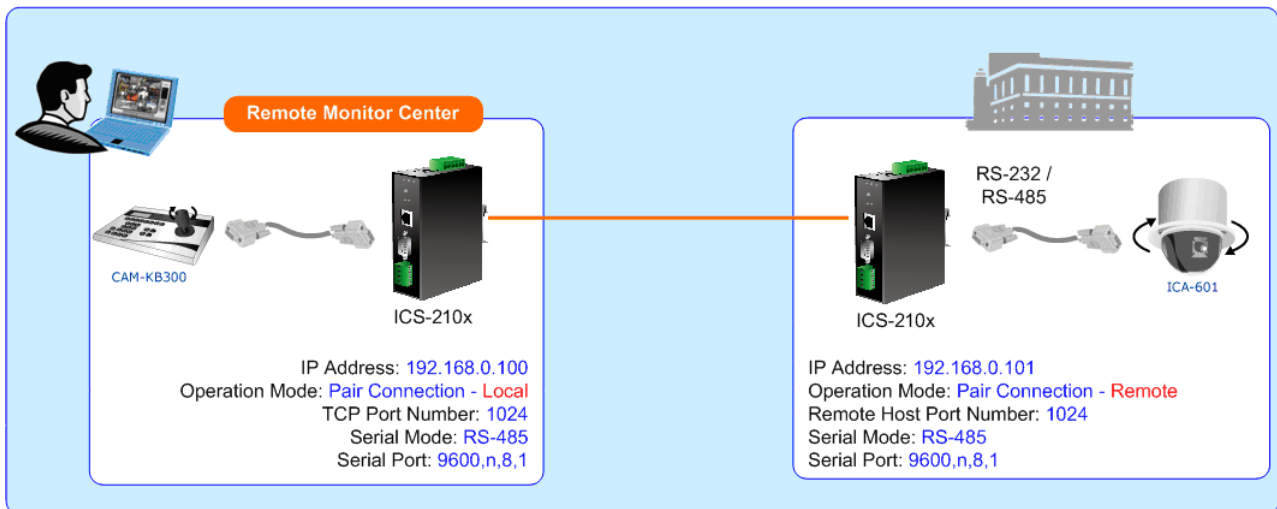 Remote Monitor Center
CAM-KB300
ICS-210x
IP Address: 192.168.0.100
Operation Mode: Pair Connection - Local
TCP Port Number: 1024
Serial Mode: RS-485
Serial Port: 9600,n,8,1
RS-232 /
RS-485
ICA-601
ICS-210x
IP Address: 192.168.0.101
Operation Mode: Pair Connection - Remote
Remote Host Port Number: 1024
Serial Mode: RS-485
Serial Port: 9600,n,8,1